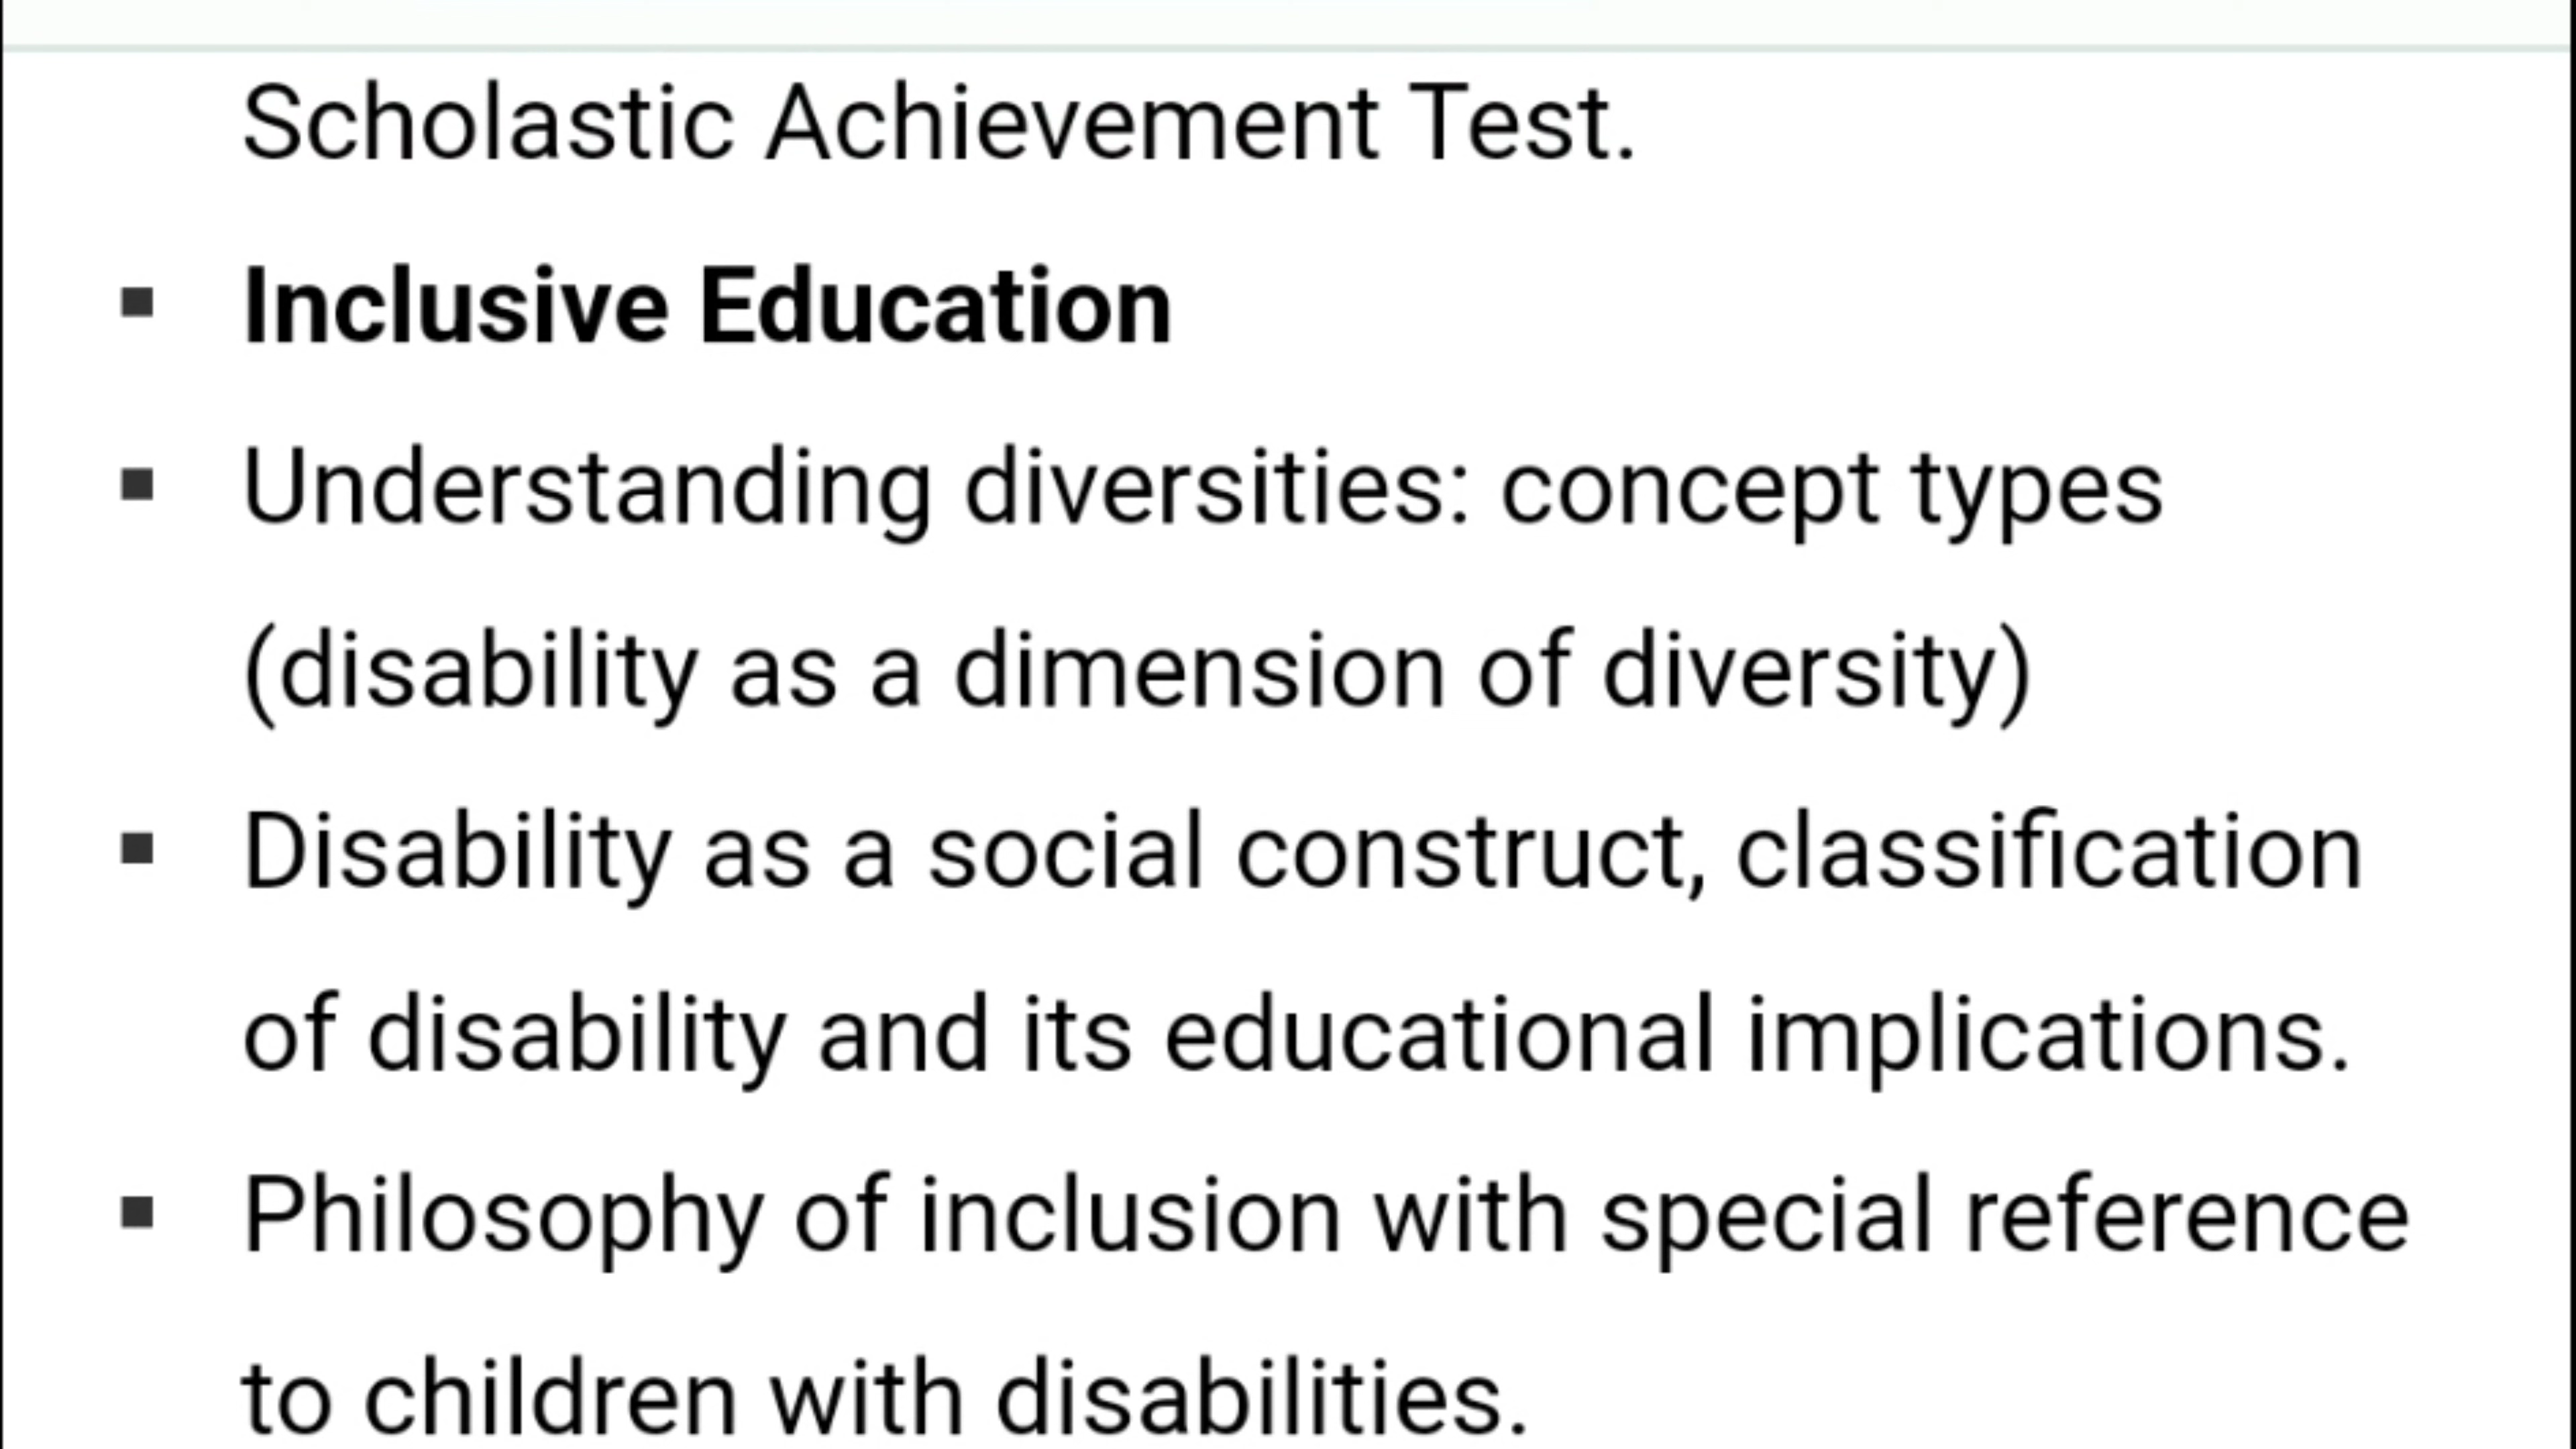 Scholastic Achievement Test.
▪ Inclusive Education
▪ Understanding diversities: concept types
(disability as a dimension of diversity)
▪ Disability as a social construct, classification
of disability and its educational implications.
▪ Philosophy of inclusion with special reference
to children with disabilities.